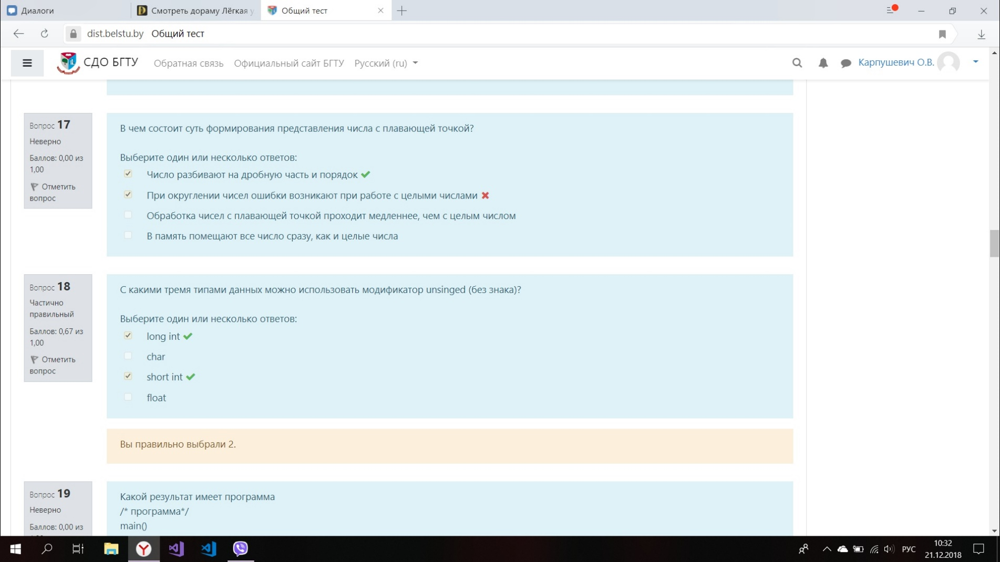 Диалоги
Смотреть дораму Лёгкая у
Общий тест
dist.belstu.by Общий тест
СДО БГТУ
Обратная связь
Официальный сайт БГТУ
Русский (ru)
Карпушевич О.В.
Вопрос 17
Неверно
Баллов: 0,00 из
1,00
Отметить
вопрос
В чем состоит суть формирования представления числа с плавающей точкой?
Выберите один или несколько ответов:
Число разбивают на дробную часть и порядок
При округлении чисел ошибки возникают при работе с целыми числами
Обработка чисел с плавающей точкой проходит медленнее, чем с целым числом
В память помещают все число сразу, как и целые числа
Вопрос 18
Частично
правильный
Баллов: 0,67 из
1,00
Отметить
вопрос
С какими тремя типами данных можно использовать модификатор unsinged (без знака)?
Выберите один или несколько ответов:
long int
char
short int
float
Вы правильно выбрали 2.
Вопрос 19
Неверно
Баллов: 0,00 из
Какой результат имеет программа
/* программа*/
main()
РУС
10:32
21.12.2018